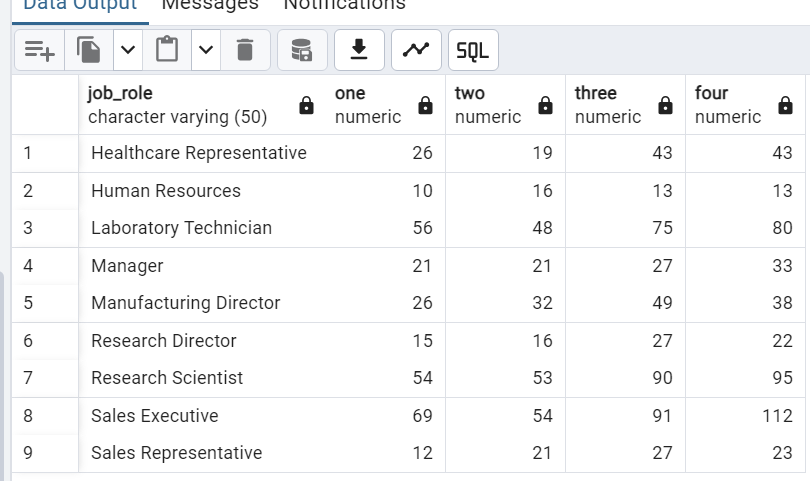 Data Output Messages Notifications
SQL
job_role one two three four
character varying (50) numeric numeric numeric numeric
1 Healthcare Representative 26 19 43 43
2 Human Resources 10 16 13 13
3 Laboratory Technician 56 48 75 80
4 Manager 21 21 27 33
5 Manufacturing Director 26 32 49 38
6 Research Director 15 16 27 22
7 Research Scientist 54 53 90 95
8 Sales Executive 69 54 91 112
9 Sales Representative 12 21 27 23